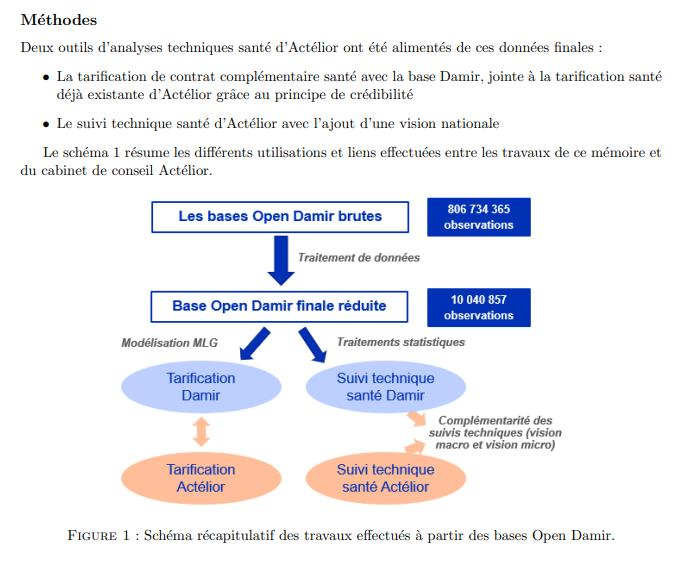 Méthodes
Deux outils d'analyses techniques santé d'Actélior ont été alimentés de ces données finales :
• La tarification de contrat complémentaire santé avec la base Damir, jointe à la tarification santé
déjà existante d'Actélior grâce au principe de crédibilité
• Le suivi technique santé d'Actélior avec l'ajout d'une vision nationale
Le schéma 1 résume les différents utilisations et liens effectuées entre les travaux de ce mémoire et
du cabinet de conseil Actélior.
Les bases Open Damir brutes
806 734 365
observations
Traitement de données
Base Open Damir finale réduite
10 040 857
observations
Modélisation MLG
Traitements statistiques
Tarification
Damir
Suivi technique
santé Damir
Complémentarité des
suivis techniques (vision
macro et vision micro)
Tarification
Actélior
Suivi technique
santé Actélior
FIGURE 1 : Schéma récapitulatif des travaux effectués à partir des bases Open Damir.